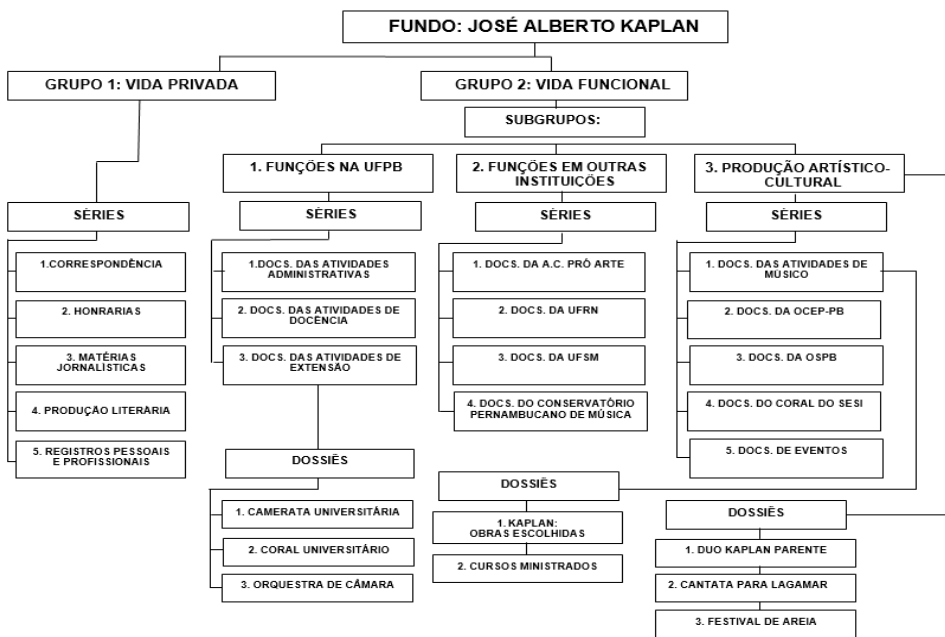 FUNDO: JOSÉ ALBERTO KAPLAN
GRUPO 1: VIDA PRIVADA
GRUPO 2: VIDA FUNCIONAL
SUBGRUPOS:
1. FUNÇÕES NA UFPB
2. FUNÇÕES EM OUTRAS
INSTITUIÇÕES
3. PRODUÇÃO ARTÍSTICO-
CULTURAL
SÉRIES
SÉRIES
SÉRIES
SÉRIES
1.CORRESPONDÊNCIA
2. HONRARIAS
3. MATÉRIAS
JORNALÍSTICAS
4. PRODUÇÃO LITERÁRIA
5. REGISTROS PESSOAIS
E PROFISSIONAIS
1.DOCS. DAS ATIVIDADES
ADMINISTRATIVAS
2. DOCS. DAS ATIVIDADES DE
DOCÊNCIA
3. DOCS. DAS ATIVIDADES DE
EXTENSÃO
1. DOCS. DA A.C. PRÓ ARTE
2. DOCS. DA UFRN
3. DOCS. DA UFSM
4. DOCS. DO CONSERVATÓRIO
PERNAMBUCANO DE MÚSICA
1. DOCS. DAS ATIVIDADES DE
MÚSICO
2. DOCS. DA OCEP-PB
3. DOCS. DA OSPB
4. DOCS. DO CORAL DO SESI
5. DOCS. DE EVENTOS
DOSSIÊS
1. CAMERATA UNIVERSITÁRIA
2. CORAL UNIVERSITÁRIO
3. ORQUESTRA DE CÂMARA
DOSSIÊS
1. KAPLAN:
OBRAS ESCOLHIDAS
2. CURSOS MINISTRADOS
DOSSIÊS
1. DUO KAPLAN PARENTE
2. CANTATA PARA LAGAMAR
3. FESTIVAL DE AREIA